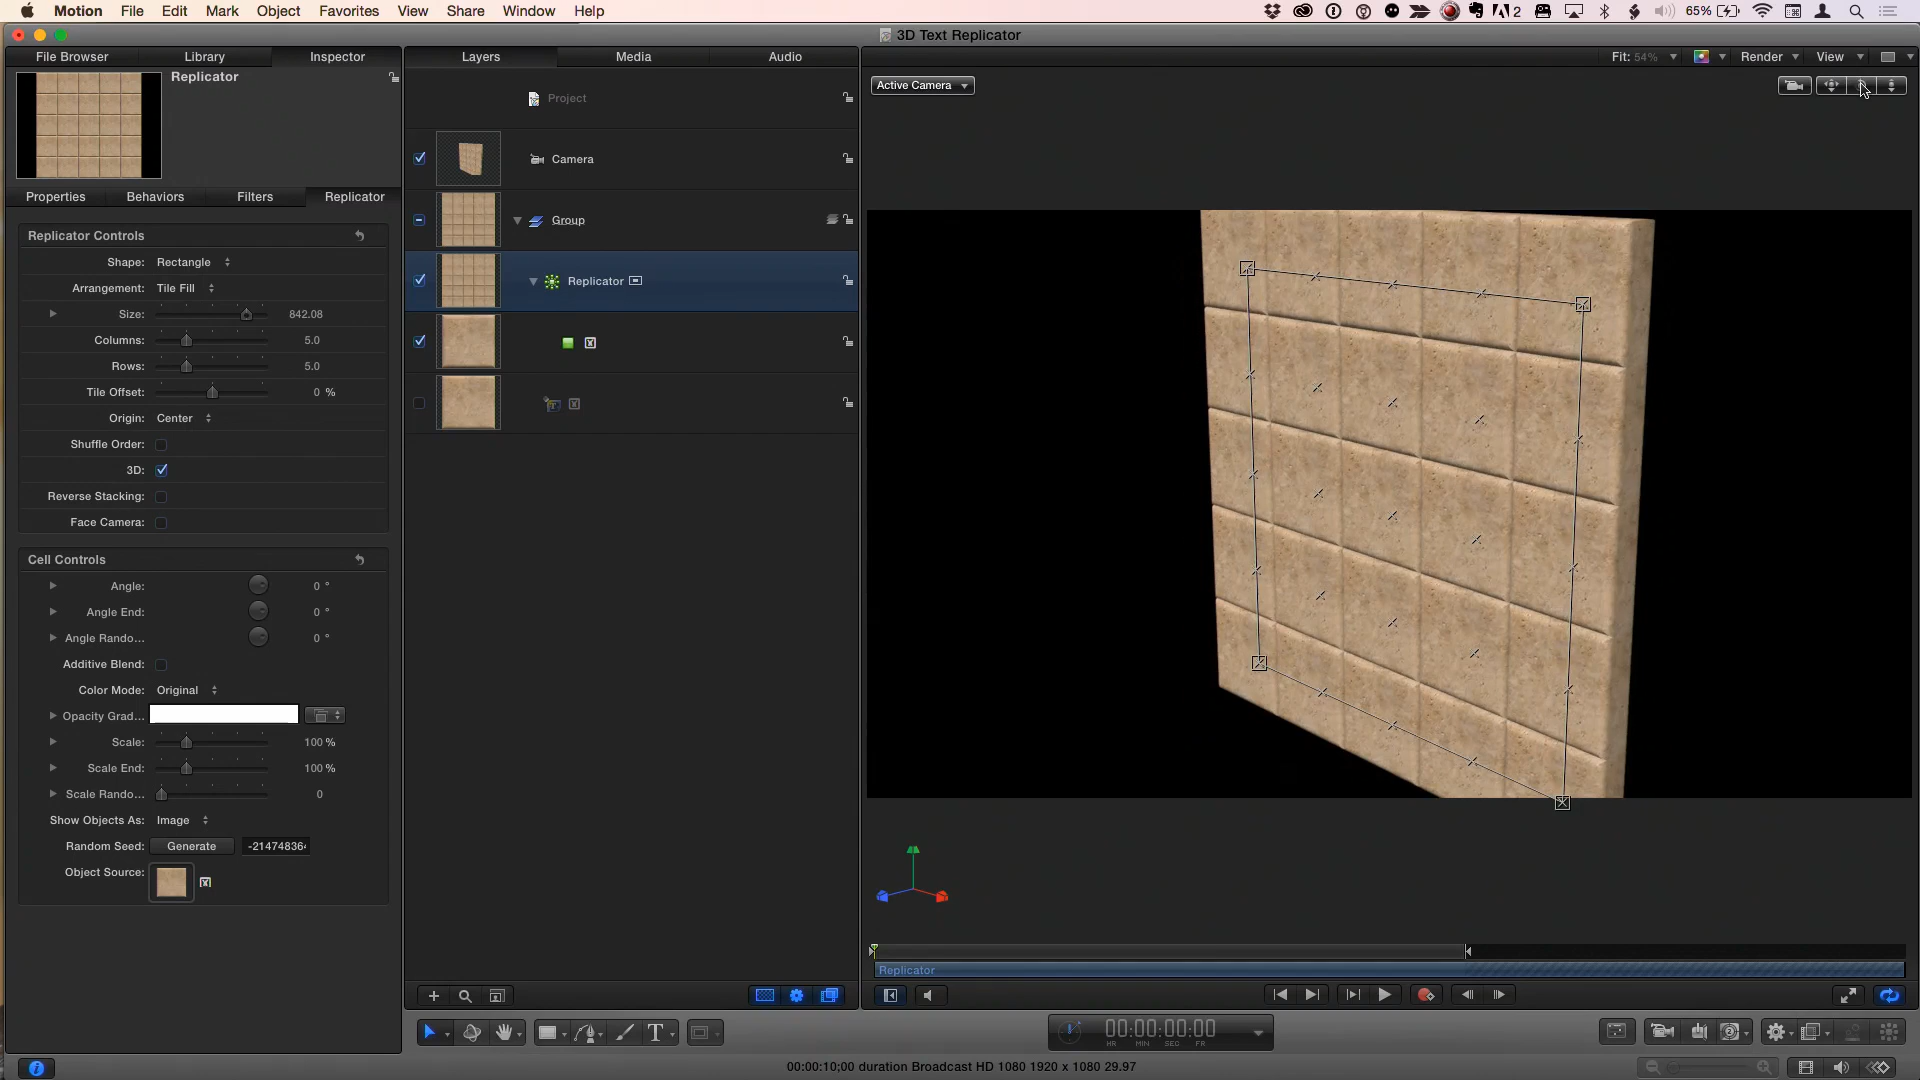 Motion File Edit Mark Object Favorites View Share Window Help
2 65%
3D Text Replicator
File Browser Library Inspector
Layers Media Audio
Fit: 54% Render View
Replicator
Active Camera
Project
Camera
Group
Replicator
Properties Behaviors Filters Replicator
Replicator Controls
Shape: Rectangle
Arrangement: Tile Fill
Size: 842.08
Columns: 5.0
Rows: 5.0
Tile Offset: 0 %
Origin: Center
Shuffle Order:
3D:
Reverse Stacking:
Face Camera:
Cell Controls
Angle: 0 °
Angle End: 0 °
Angle Rando... 0 °
Additive Blend:
Color Mode: Original
Opacity Grad...
Scale: 100 %
Scale End: 100 %
Scale Rando... 0
Show Objects As: Image
Random Seed: Generate -21474836
Object Source:
Replicator
T
00:00:00:00
HR MIN SEC FR
00:00:10;00 duration Broadcast HD 1080 1920 x 1080 29.97